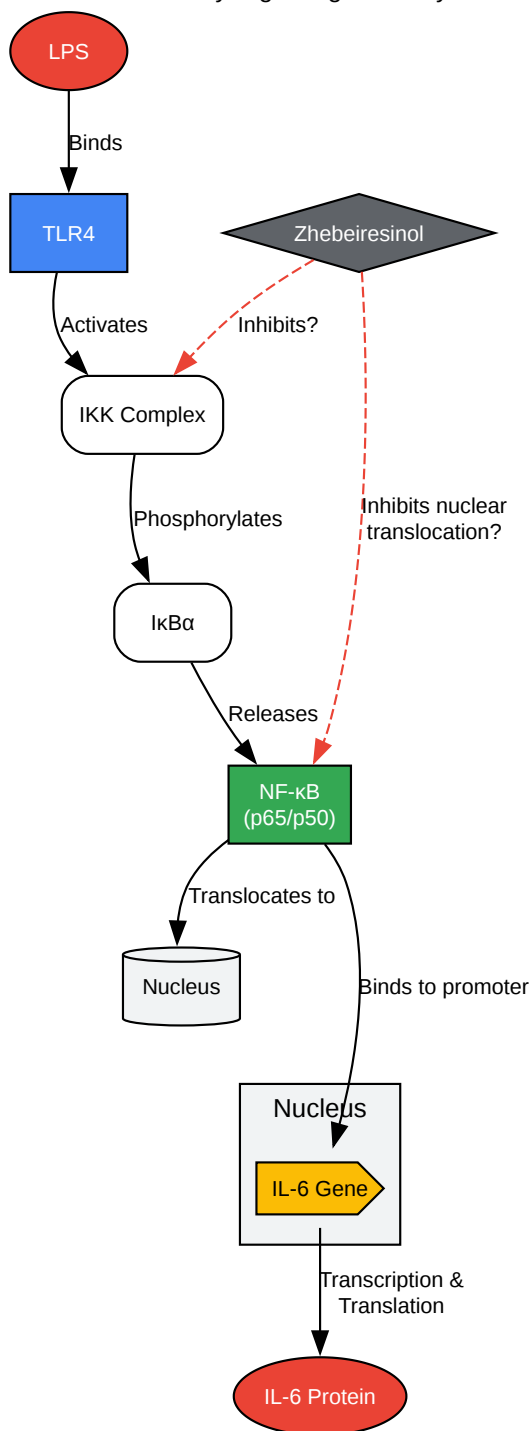 LPS
Binds
TLR4
Zhebeiresinol
Activates
Inhibits?
IKK Complex
Phosphorylates
Inhibits nuclear
translocation?
IκBα
Releases
NF-κB
(p65/p50)
Translocates to
Nucleus
Binds to promoter
Nucleus
IL-6 Gene
Transcription &
Translation
IL-6 Protein